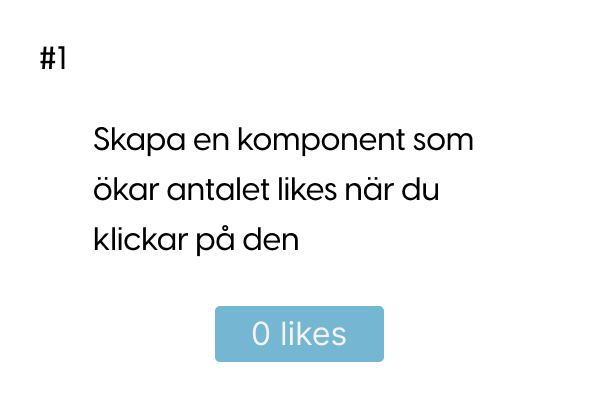 #1
Skapa en komponent som
ökar antalet likes när du
klickar på den
0 likes